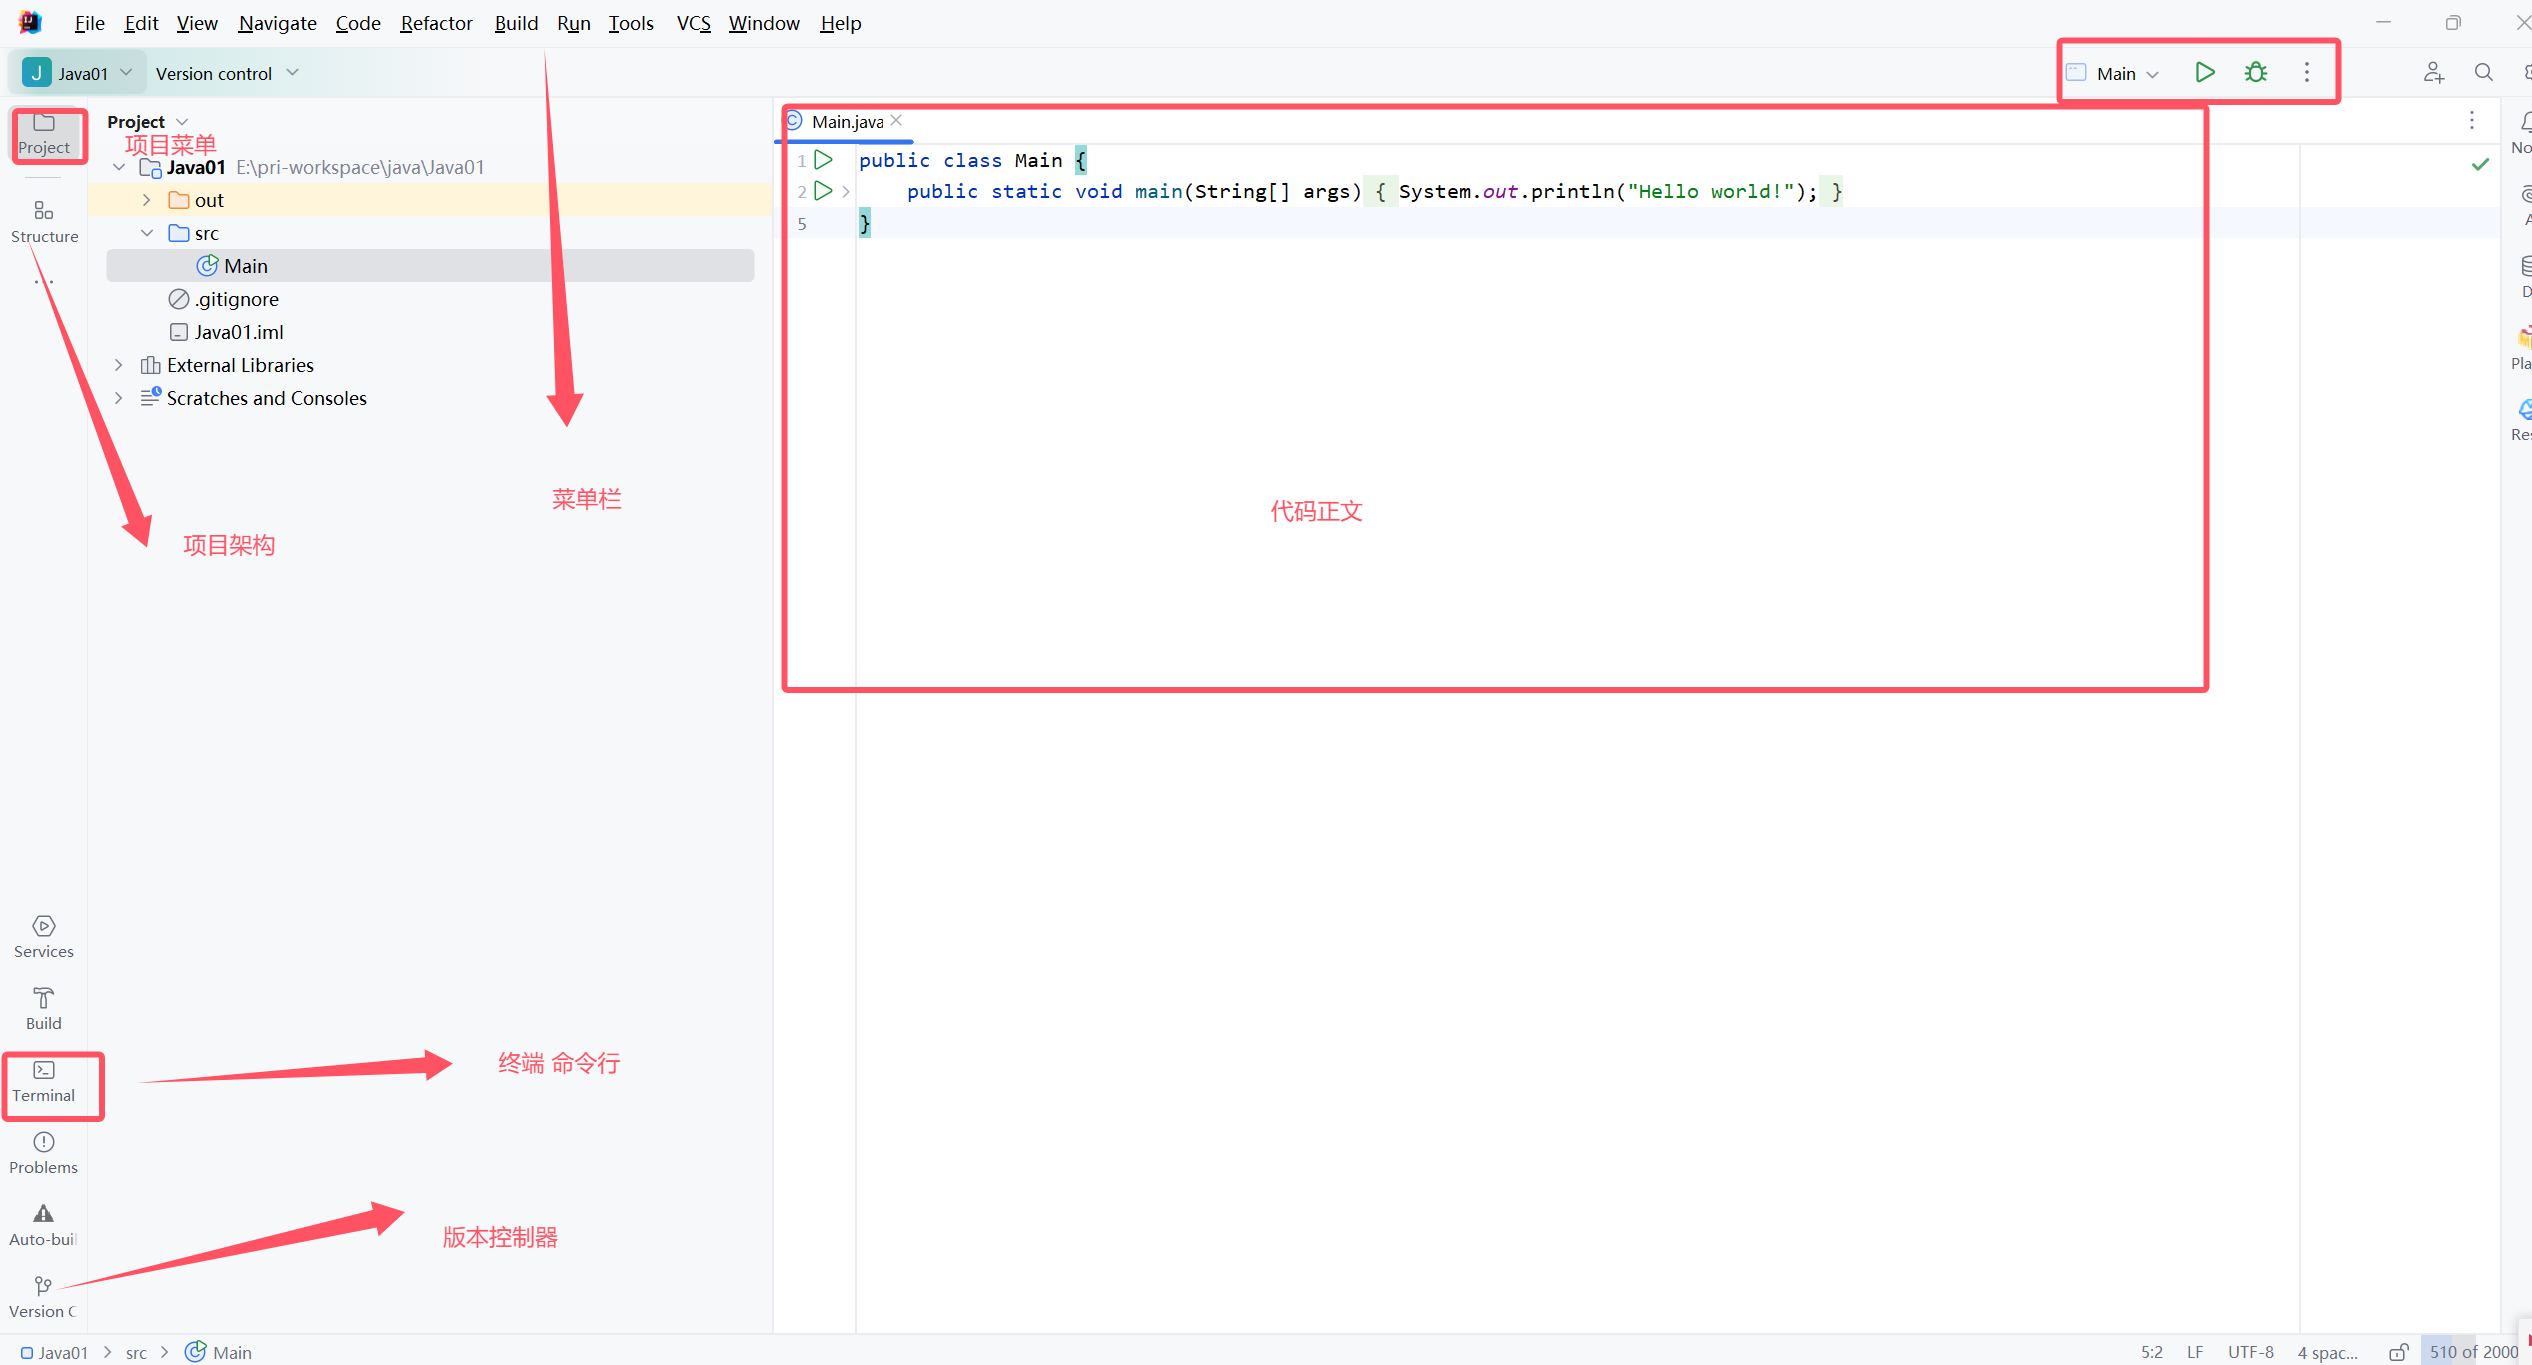 File Edit View Navigate Code Refactor Build Run Tools VCS Window Help
J Java01 Version control Main
Project
Project
项目菜单
Structure
Java01 E:\pri-workspace\java\Java01
out
src
Main
.gitignore
Java01.iml
External Libraries
Scratches and Consoles
项目架构
菜单栏
Main.java
1 public class Main {
2 public static void main(String[] args) { System.out.println("Hello world!"); }
5 }
代码正文
Services
Build
Terminal
终端 命令行
Problems
Auto-buil
Version C
版本控制器
No
A
D
Pla
Res
Java01 src Main 5:2 LF UTF-8 4 spac... 510 of 2000